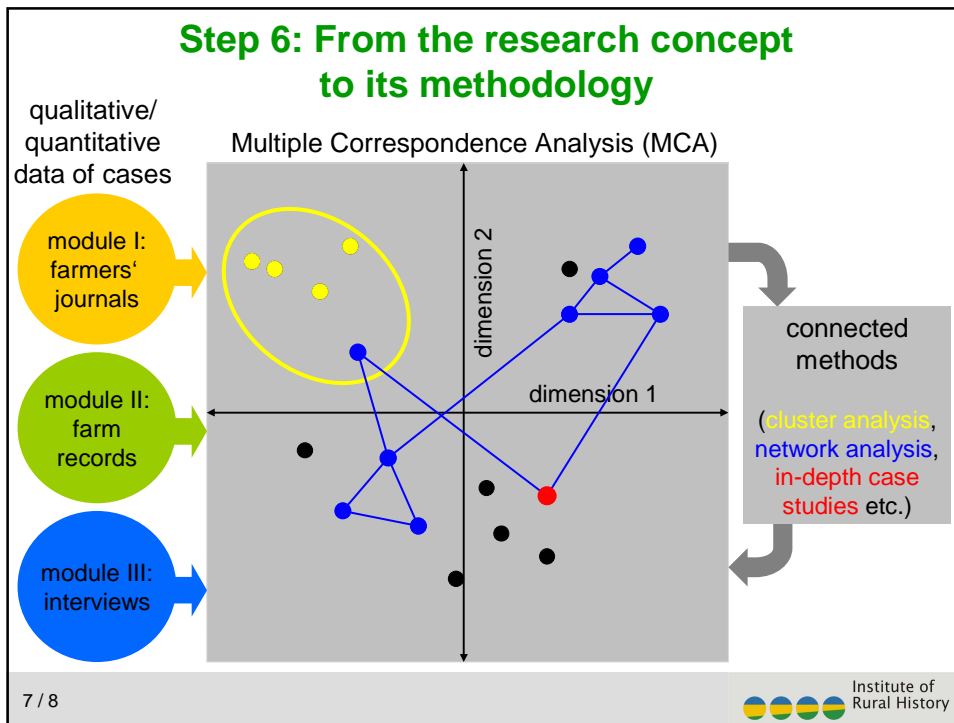 Step 6: From the research concept
to its methodology
qualitative/
quantitative
data of cases
Multiple Correspondence Analysis (MCA)
module I:
farmers‘
journals
module II:
farm
records
module III:
interviews
dimension 2
dimension 1
connected
methods
(cluster analysis,
network analysis,
in-depth case
studies etc.)
7 / 8
Institute of
Rural History